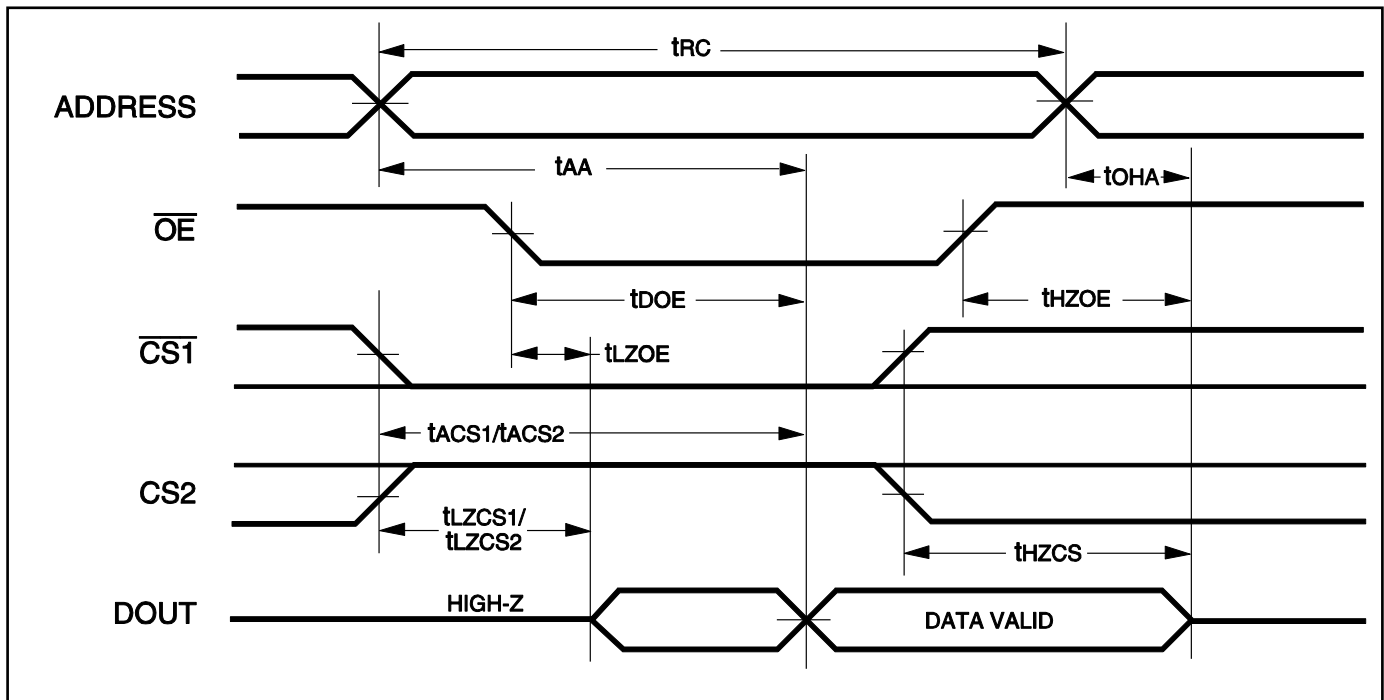 tRC
ADDRESS
tAA
tOHA
OE
tDOE
tHZOE
CS1
tLZOE
tACS1/tACS2
CS2
tLZCS1/
tLZCS2
tHZCS
HIGH-Z
DOUT
DATA VALID